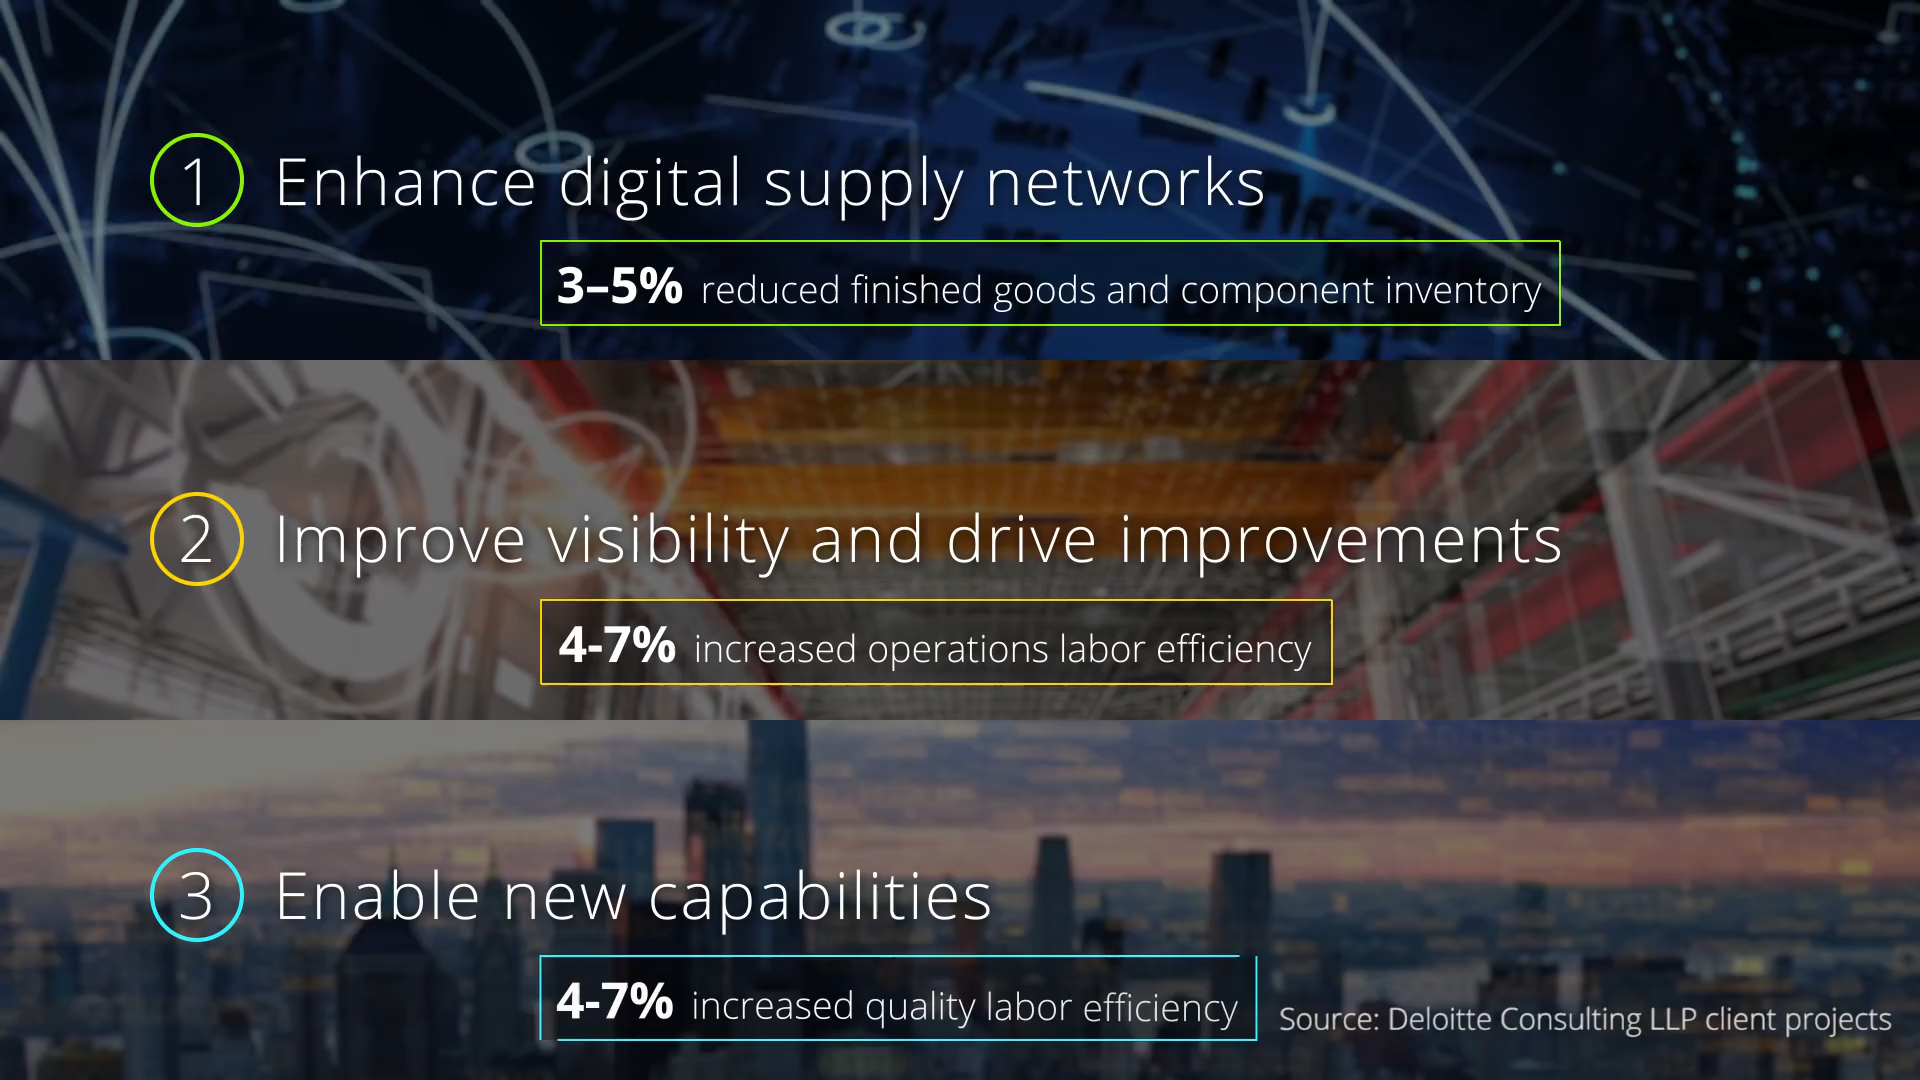 1 Enhance digital supply networks
3–5% reduced finished goods and component inventory
2 Improve visibility and drive improvements
4-7% increased operations labor efficiency
3 Enable new capabilities
4-7% increased quality labor efficiency
Source: Deloitte Consulting LLP client projects